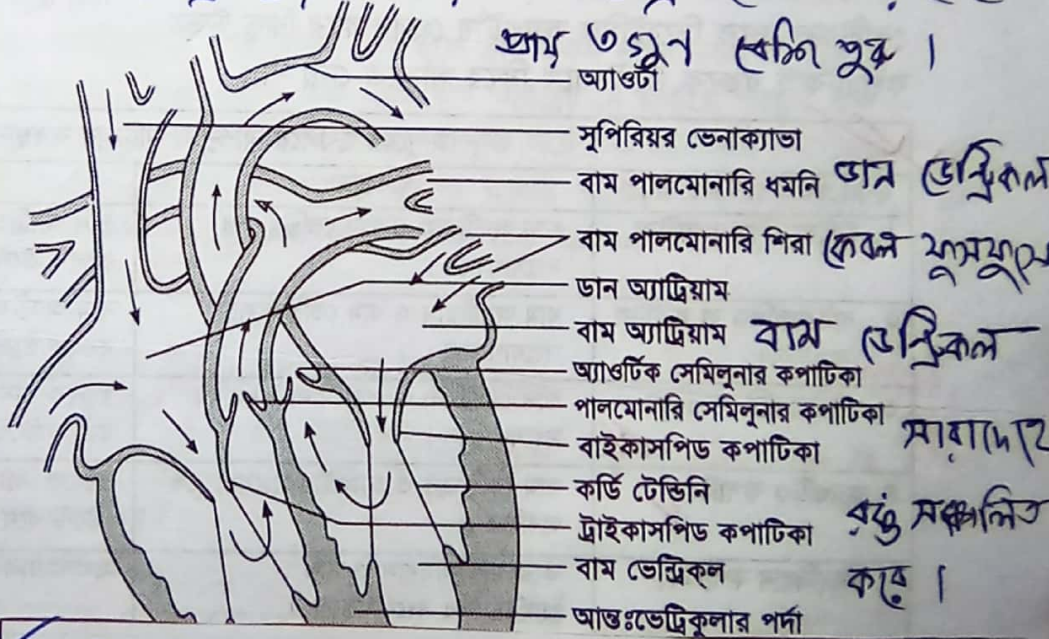 প্রায় ৩ গুন বেশি পুরু ।
অ্যাওর্টা
সুপিরিয়র ভেনাক্যাভা
বাম পালমোনারি ধমনি ডান ভেন্ট্রিকল
বাম পালমোনারি শিরা কেবল ফুসফুসে
ডান অ্যাট্রিয়াম
বাম অ্যাট্রিয়াম বাম ভেন্ট্রিকল
অ্যাওর্টিক সেমিলুনার কপাটিকা
পালমোনারি সেমিলুনার কপাটিকা সারাদেহে
বাইকাসপিড কপাটিকা
কর্ডি টেন্ডিনি
ট্রাইকাসপিড কপাটিকা রক্ত সঞ্চালিত
বাম ভেন্ট্রিকল করে ।
আন্তঃভেট্রিকুলার পর্দা